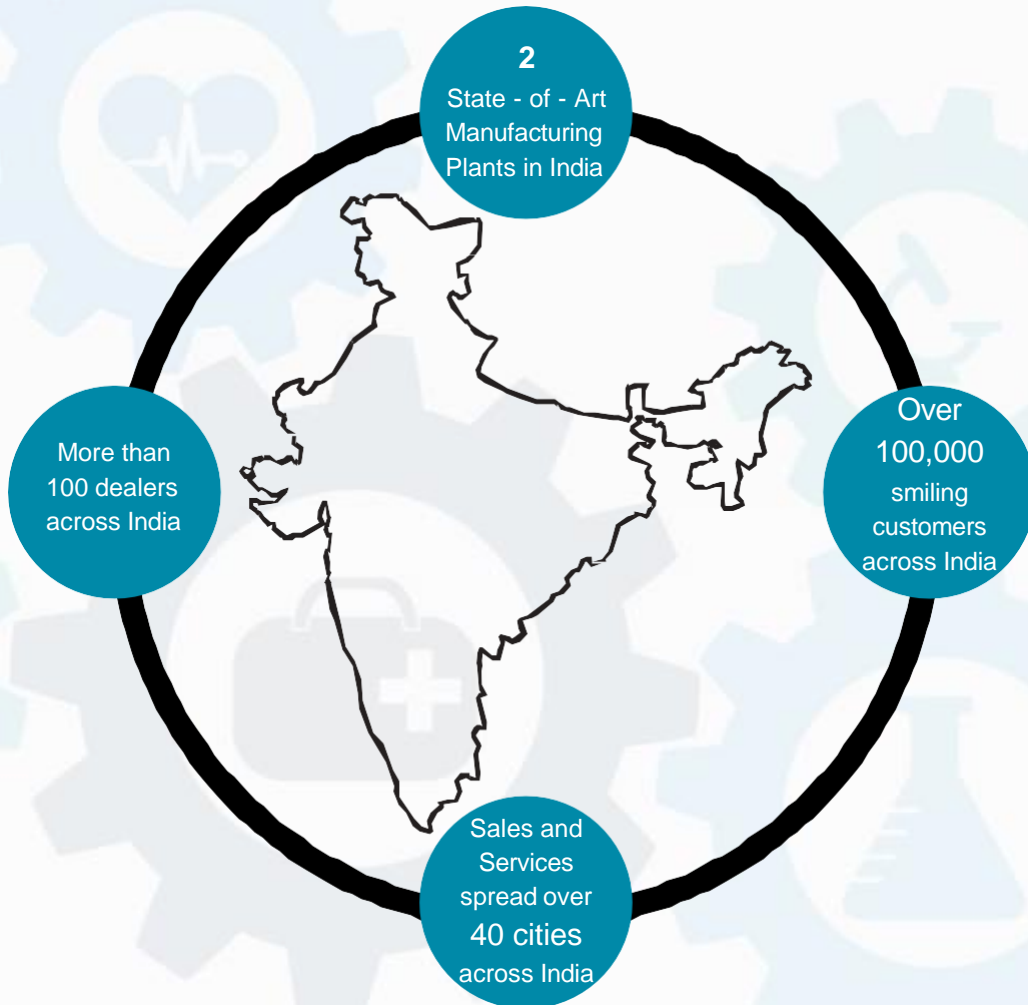 2
State - of - Art
Manufacturing
Plants in India
More than
100 dealers
across India
Over
100,000
smiling
customers
across India
Sales and
Services
spread over
40 cities
across India